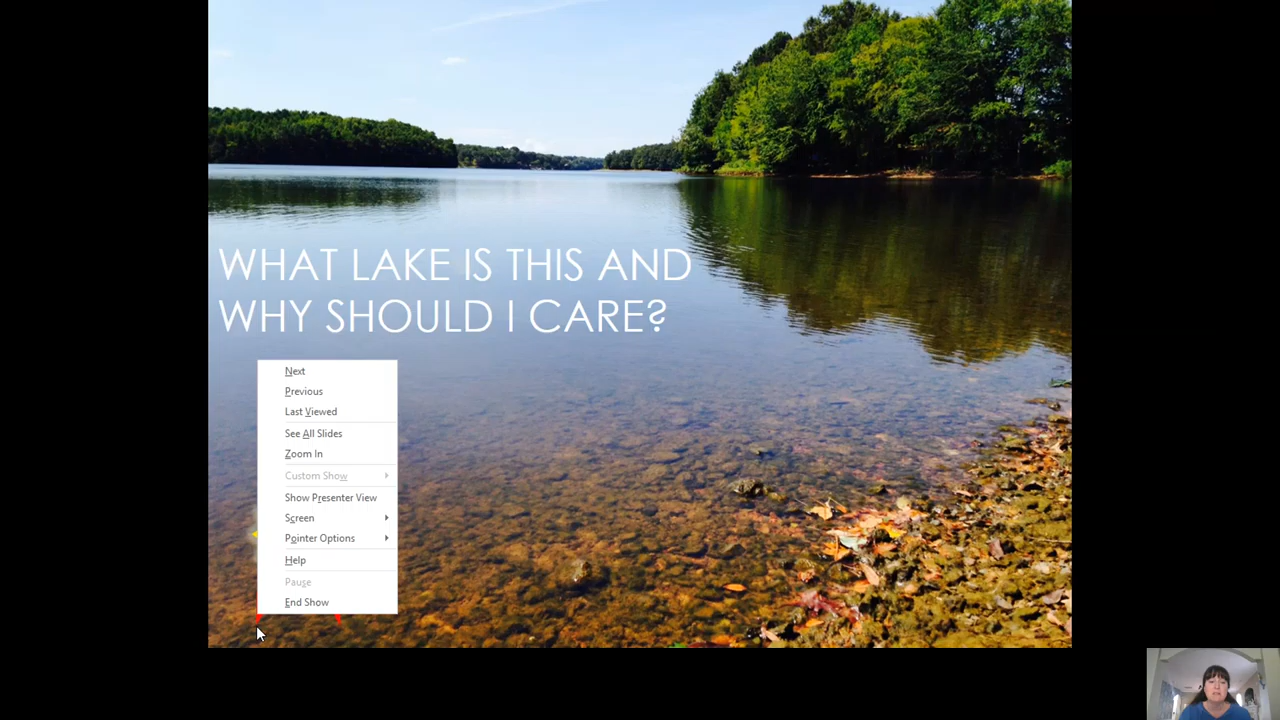 WHAT LAKE IS THIS AND
WHY SHOULD I CARE?
Next
Previous
Last Viewed
See All Slides
Zoom In
Custom Show
Show Presenter View
Screen
Pointer Options
Help
Pause
End Show